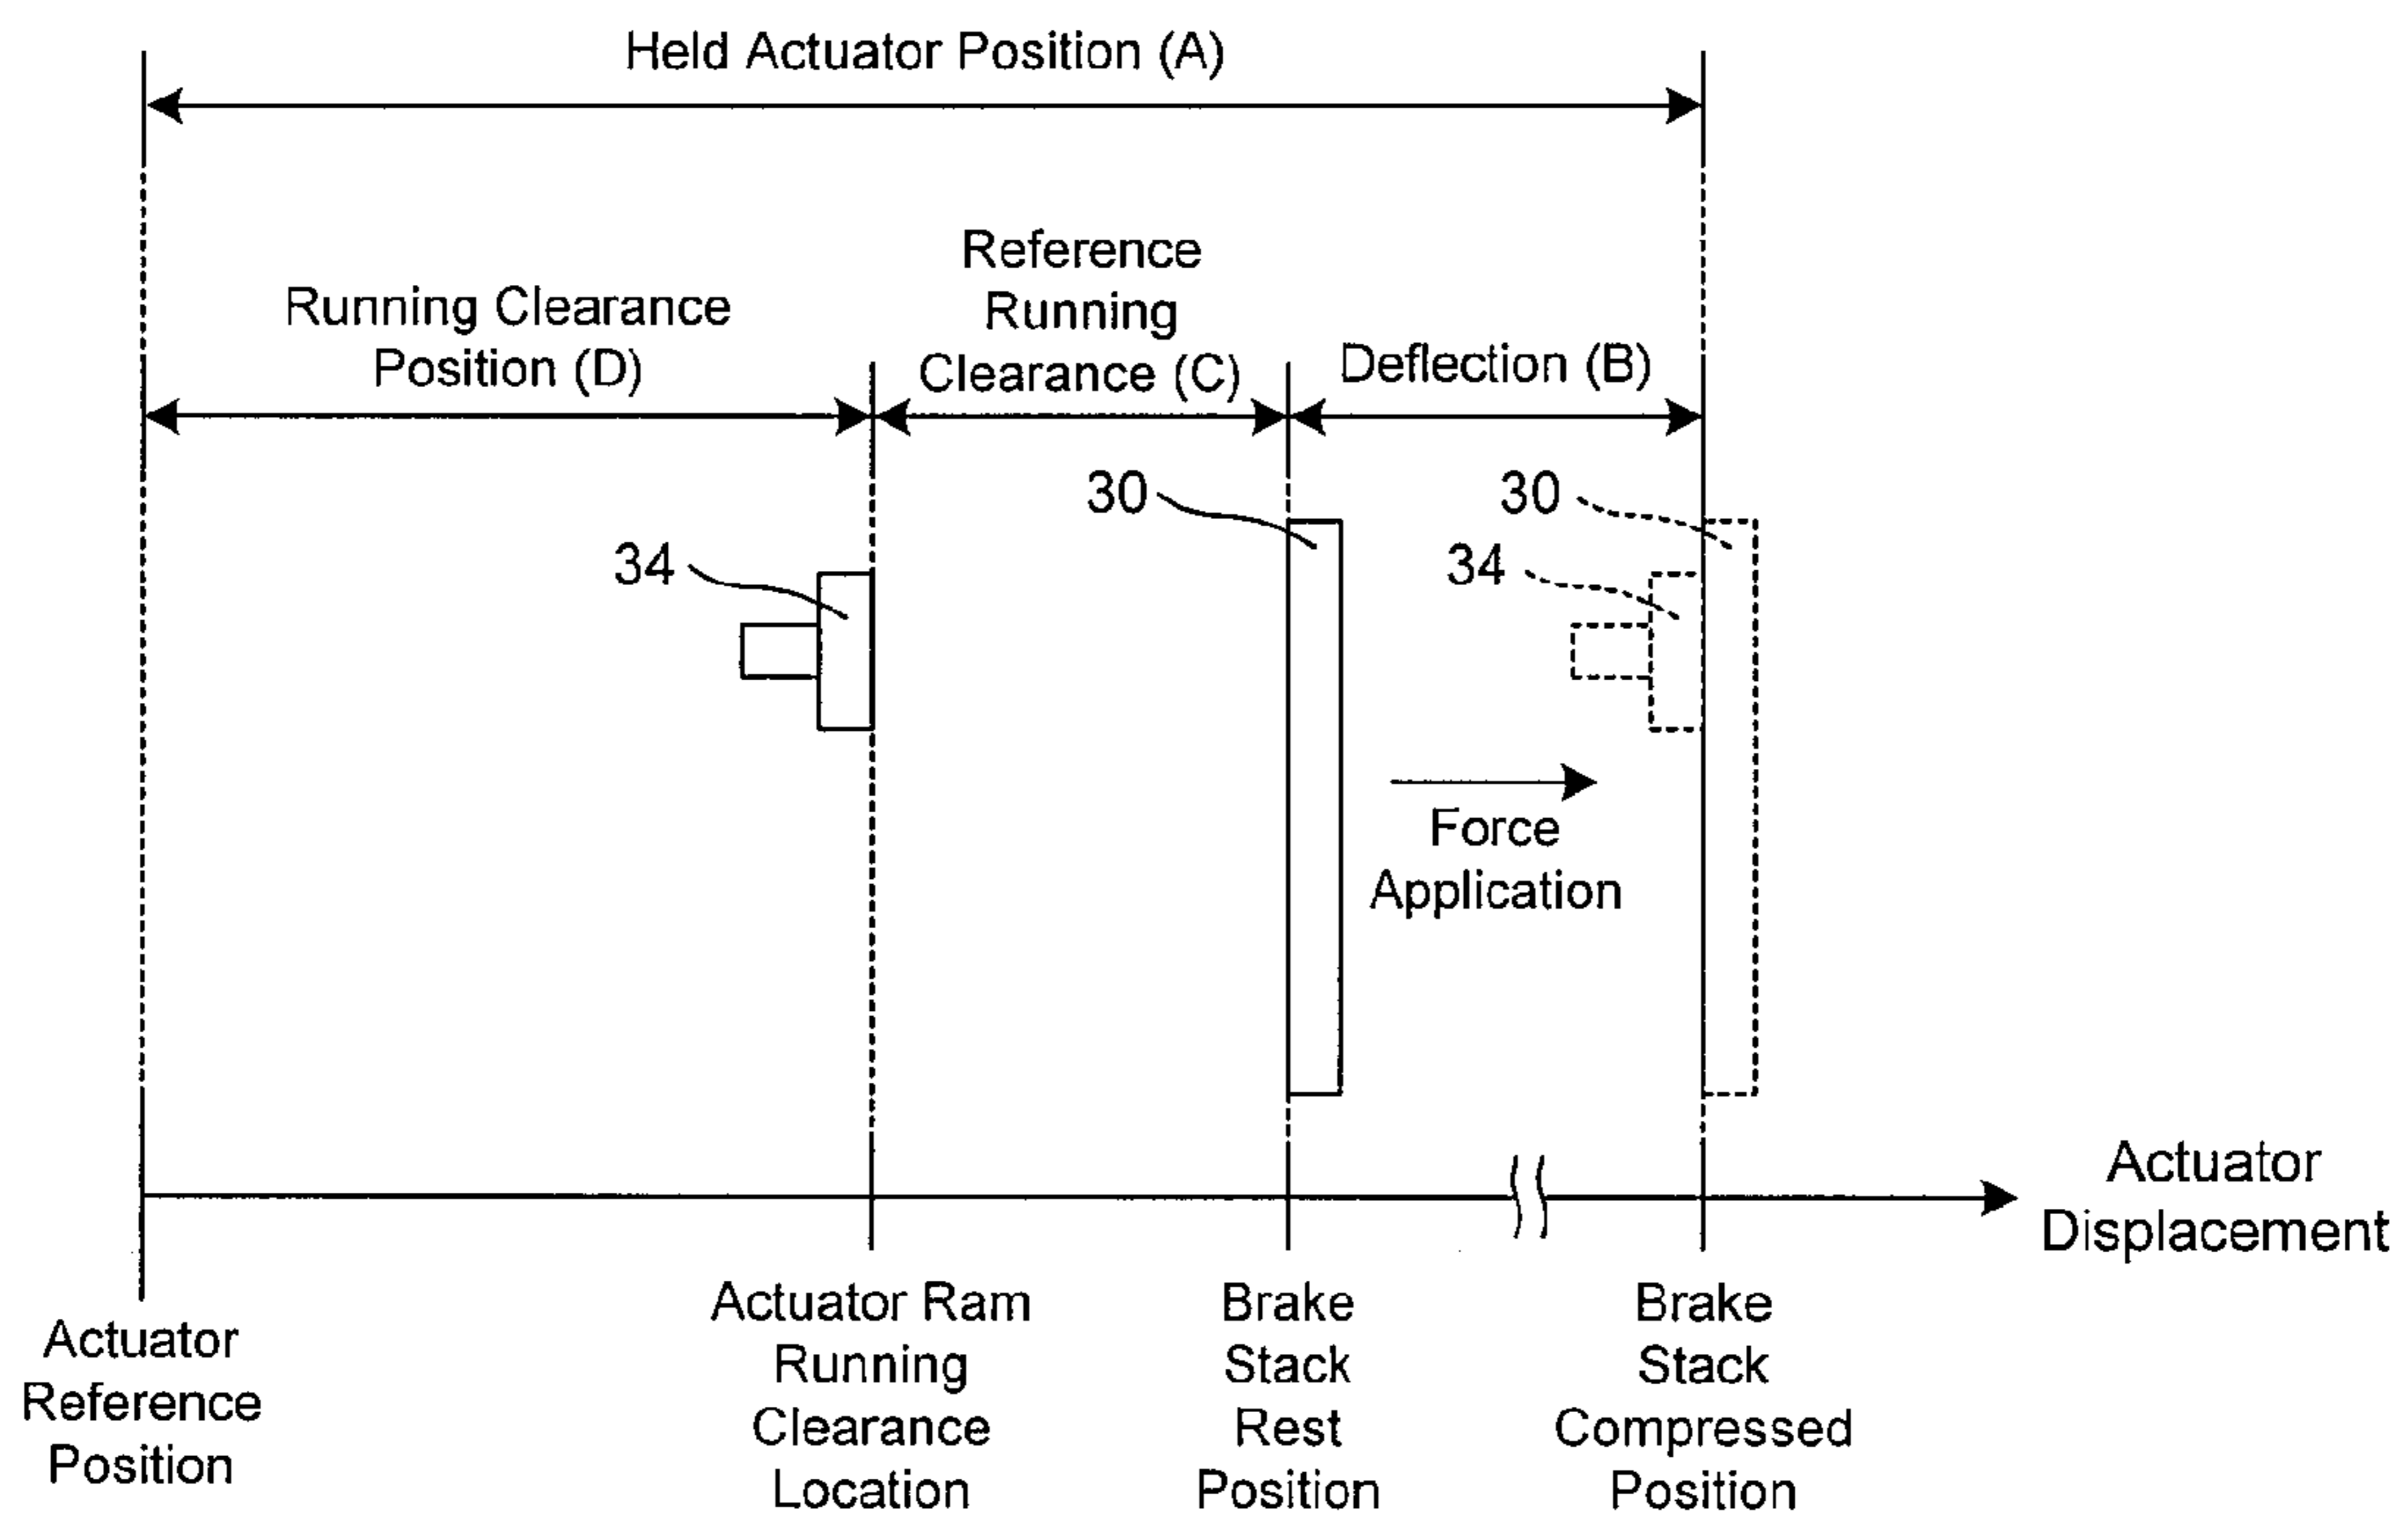 Held Actuator Position (A)
Reference
Running
Clearance (C)
Running Clearance
Position (D)
Deflection (B)
30
30
34
34
Force
Application
Actuator
Displacement
Actuator
Reference
Position
Actuator Ram
Running
Clearance
Location
Brake
Stack
Rest
Position
Brake
Stack
Compressed
Position